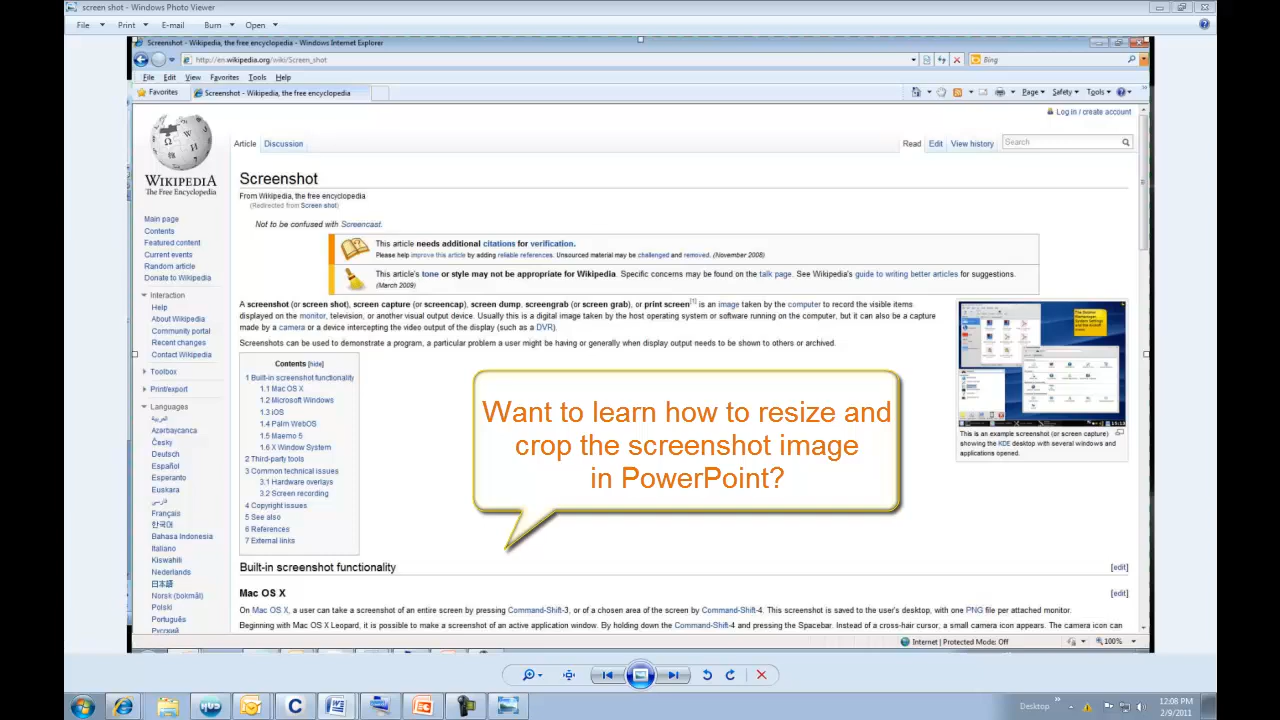 screen shot - Windows Photo Viewer
File Print E-mail Burn Open
Screenshot - Wikipedia, the free encyclopedia - Windows Internet Explorer
http://en.wikipedia.org/wiki/Screen_shot
Bing
File Edit View Favorites Tools Help
Favorites
Screenshot - Wikipedia, the free encyclopedia
Page Safety Tools
Log in / create account
Article Discussion
Read Edit View history
Search
WIKIPEDIA
The Free Encyclopedia
Main page
Contents
Featured content
Current events
Random article
Donate to Wikipedia
Interaction
Help
About Wikipedia
Community portal
Recent changes
Contact Wikipedia
Toolbox
Print/export
Languages
العربية
Azərbaycanca
Česky
Deutsch
Español
Esperanto
Euskara
فارسی
Français
한국어
Bahasa Indonesia
Italiano
Kiswahili
Nederlands
日本語
Norsk (bokmål)
Polski
Português
Русский
Screenshot
From Wikipedia, the free encyclopedia
(Redirected from Screen shot)
Not to be confused with Screencast.
This article needs additional citations for verification.
Please help improve this article by adding reliable references. Unsourced material may be challenged and removed. (November 2008)
This article's tone or style may not be appropriate for Wikipedia. Specific concerns may be found on the talk page. See Wikipedia's guide to writing better articles for suggestions.
(March 2009)
A screenshot (or screen shot), screen capture (or screencap), screen dump, screengrab (or screen grab), or print screen[1] is an image taken by the computer to record the visible items
displayed on the monitor, television, or another visual output device. Usually this is a digital image taken by the host operating system or software running on the computer, but it can also be a capture
made by a camera or a device intercepting the video output of the display (such as a DVR).
Screenshots can be used to demonstrate a program, a particular problem a user might be having or generally when display output needs to be shown to others or archived.
Contents [hide]
1 Built-in screenshot functionality
1.1 Mac OS X
1.2 Microsoft Windows
1.3 iOS
1.4 Palm WebOS
1.5 Maemo 5
1.6 X Window System
2 Third-party tools
3 Common technical issues
3.1 Hardware overlays
3.2 Screen recording
4 Copyright issues
5 See also
6 References
7 External links
This is an example screenshot (or screen capture)
showing the KDE desktop with several windows and
applications opened.
Want to learn how to resize and
crop the screenshot image
in PowerPoint?
Built-in screenshot functionality
[edit]
Mac OS X
[edit]
On Mac OS X, a user can take a screenshot of an entire screen by pressing Command-Shift-3, or of a chosen area of the screen by Command-Shift-4. This screenshot is saved to the user's desktop, with one PNG file per attached monitor.
Beginning with Mac OS X Leopard, it is possible to make a screenshot of an active application window. By holding down the Command-Shift-4 and pressing the Spacebar. Instead of a cross-hair cursor, a small camera icon appears. The camera icon can
Internet | Protected Mode: Off
100%
Desktop
12:08 PM
2/9/2011